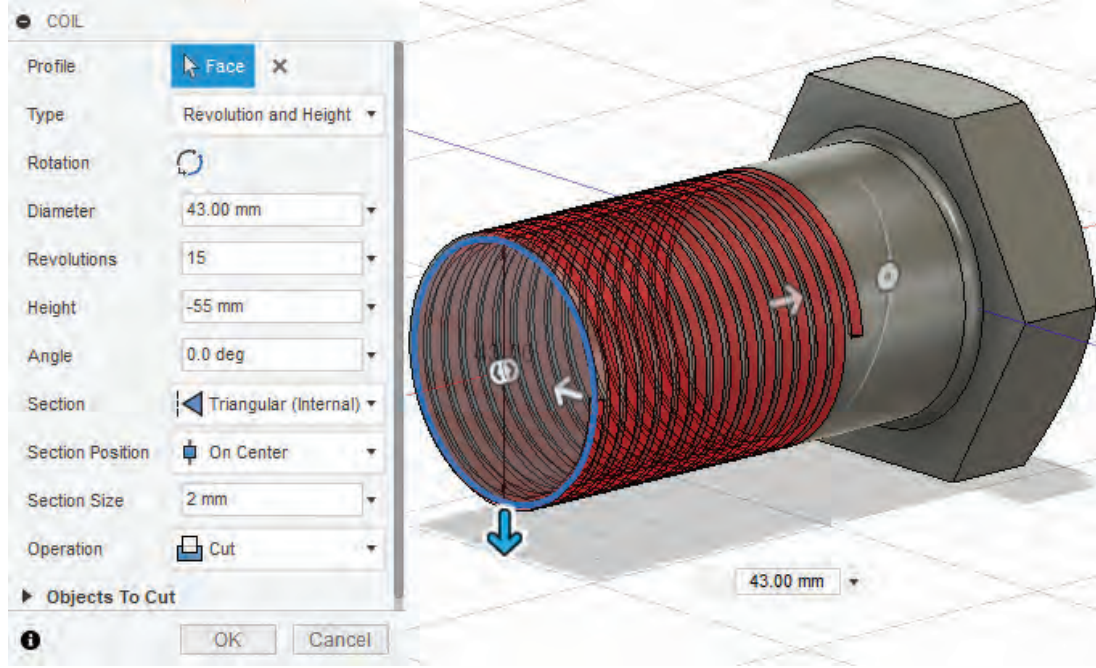 COIL
Profile Face
Type Revolution and Height
Rotation
Diameter 43.00 mm
Revolutions 15
Height -55 mm
Angle 0.0 deg
Section Triangular (Internal)
Section Position On Center
Section Size 2 mm
Operation Cut
Objects To Cut
OK Cancel
43.00
43.00 mm